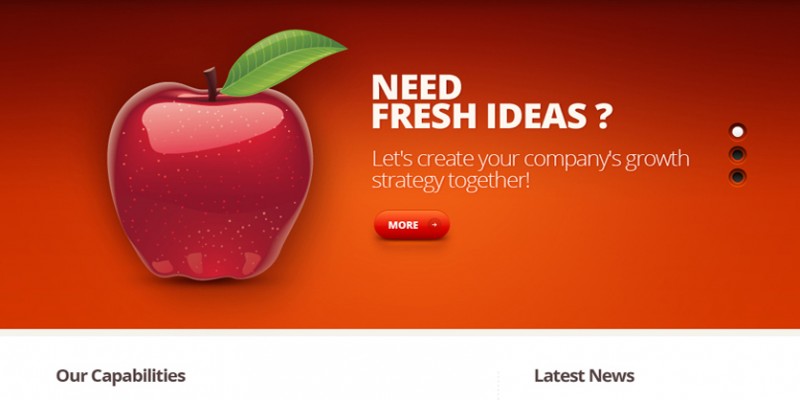 NEED
FRESH IDEAS ?
Let's create your company's growth
strategy together!
MORE
Our Capabilities
Latest News